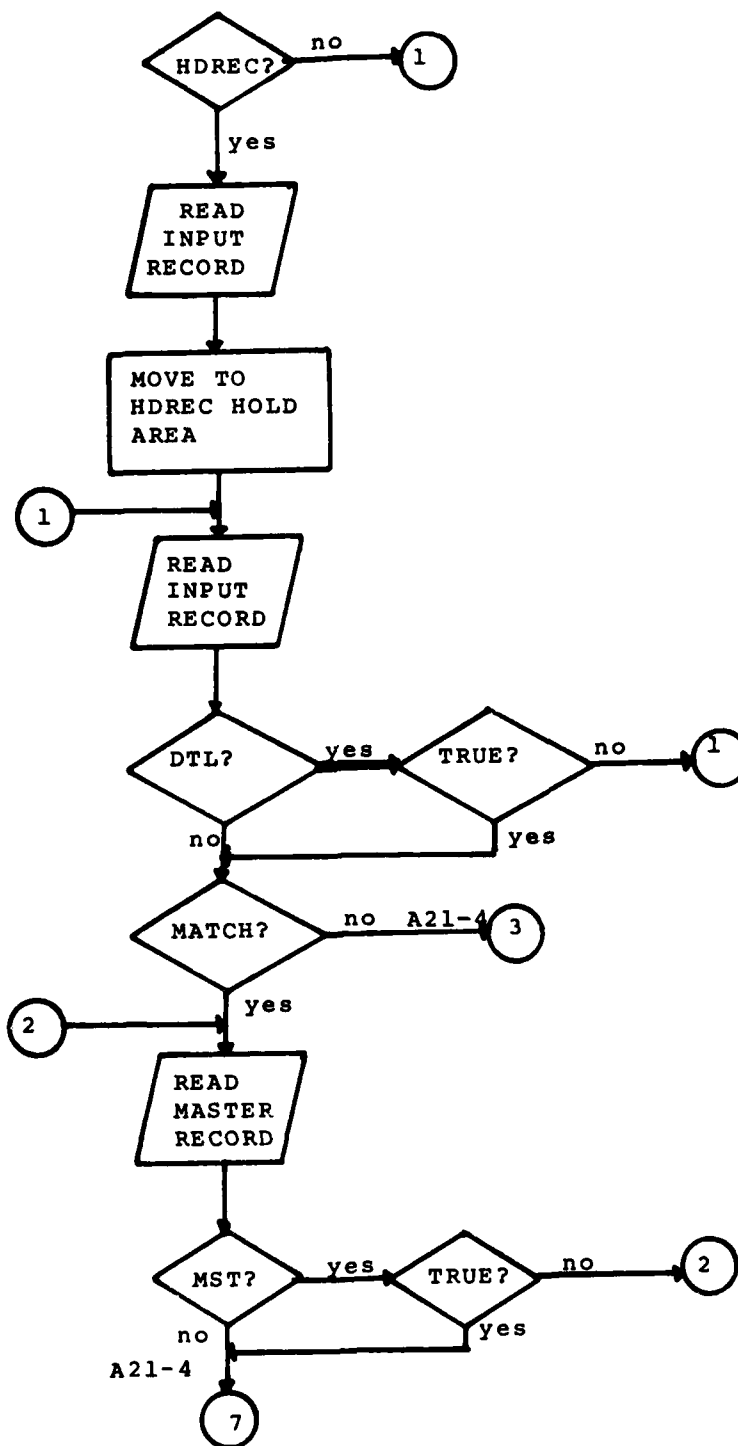 HDREC?
no
1
yes
READ
INPUT
RECORD
MOVE TO
HDREC HOLD
AREA
1
READ
INPUT
RECORD
DTL?
yes
TRUE?
no
1
no
yes
MATCH?
no
A21-4
3
yes
2
READ
MASTER
RECORD
MST?
yes
TRUE?
no
2
no
yes
A21-4
7